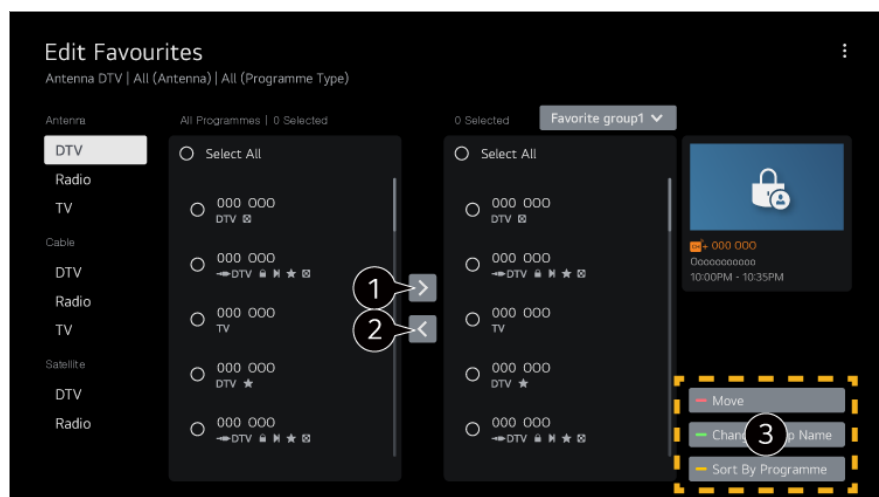 Edit Favourites
Antenna DTV | All (Antenna) | All (Programme Type)
Antenna
DTV
Radio
TV
Cable
DTV
Radio
TV
Satellite
DTV
Radio
All Programmes | 0 Selected
Select All
000 000
DTV
000 000
DTV
000 000
TV
000 000
DTV
000 000
DTV
1
2
0 Selected
Favorite group1
Select All
000 000
DTV
000 000
DTV
000 000
TV
000 000
DTV
000 000
DTV
000 000
Oooooooooo
10:00PM - 10:35PM
Move
3
Name
Sort By Programme